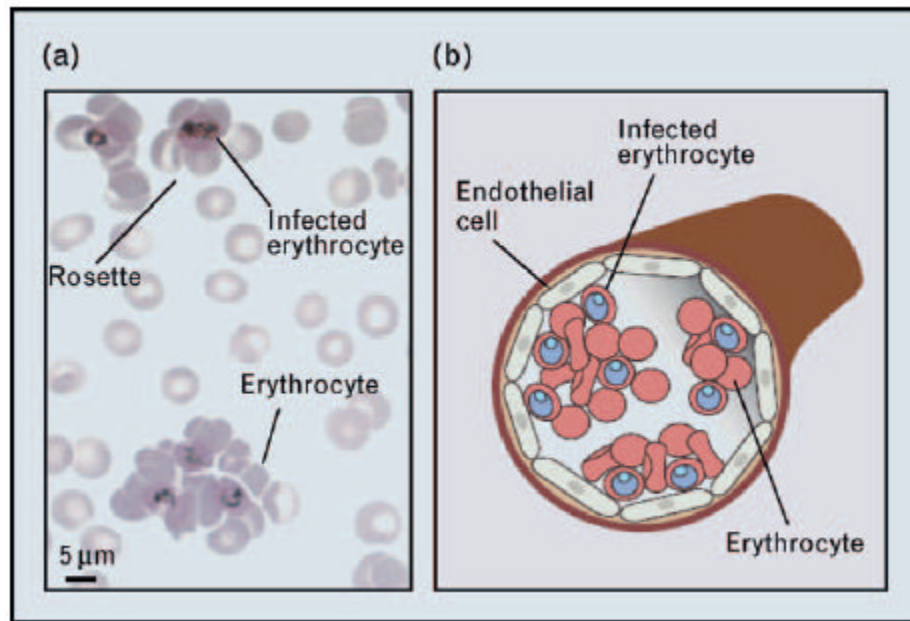 (a)
Infected
erythrocyte
Rosette
Erythrocyte
5 μm
(b)
Infected
erythrocyte
Endothelial
cell
Erythrocyte